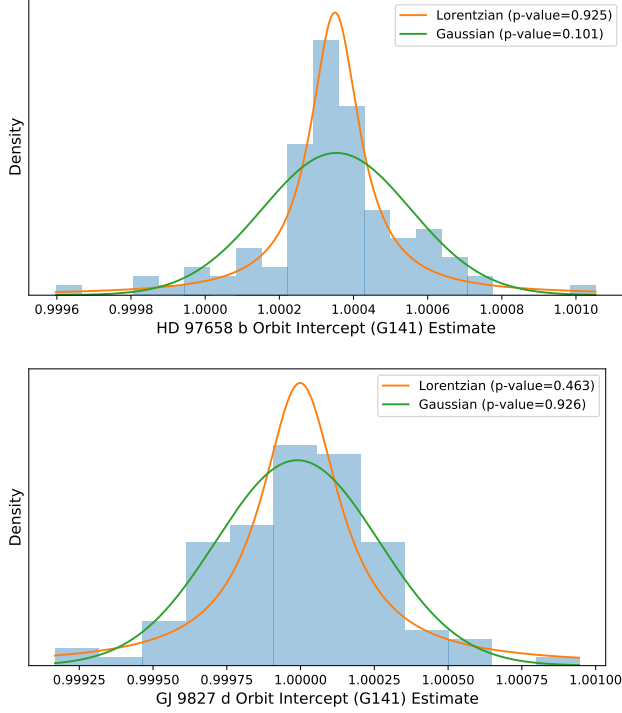 Lorentzian (p-value=0.925)
Gaussian (p-value=0.101)
Density
0.9996 0.9998 1.0000 1.0002 1.0004 1.0006 1.0008 1.0010
HD 97658 b Orbit Intercept (G141) Estimate
Lorentzian (p-value=0.463)
Gaussian (p-value=0.926)
Density
0.99925 0.99950 0.99975 1.00000 1.00025 1.00050 1.00075 1.00100
GJ 9827 d Orbit Intercept (G141) Estimate